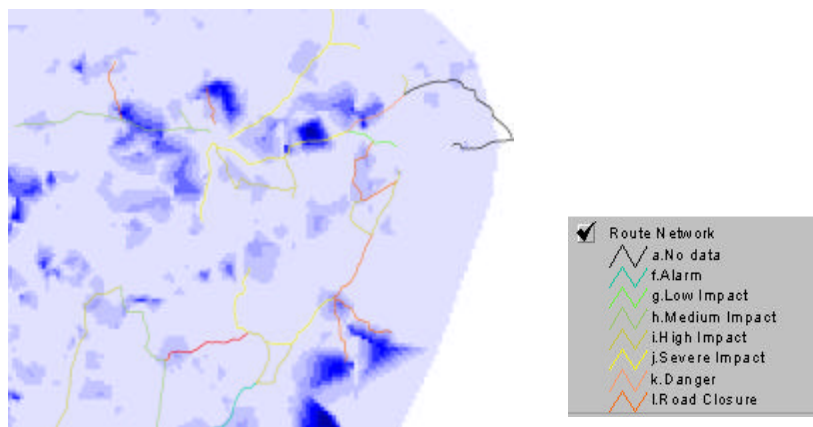 Route Network
a.No data
f.Alarm
g.Low Impact
h.Medium Impact
i.High Impact
j.Severe Impact
k.Danger
l.Road Closure